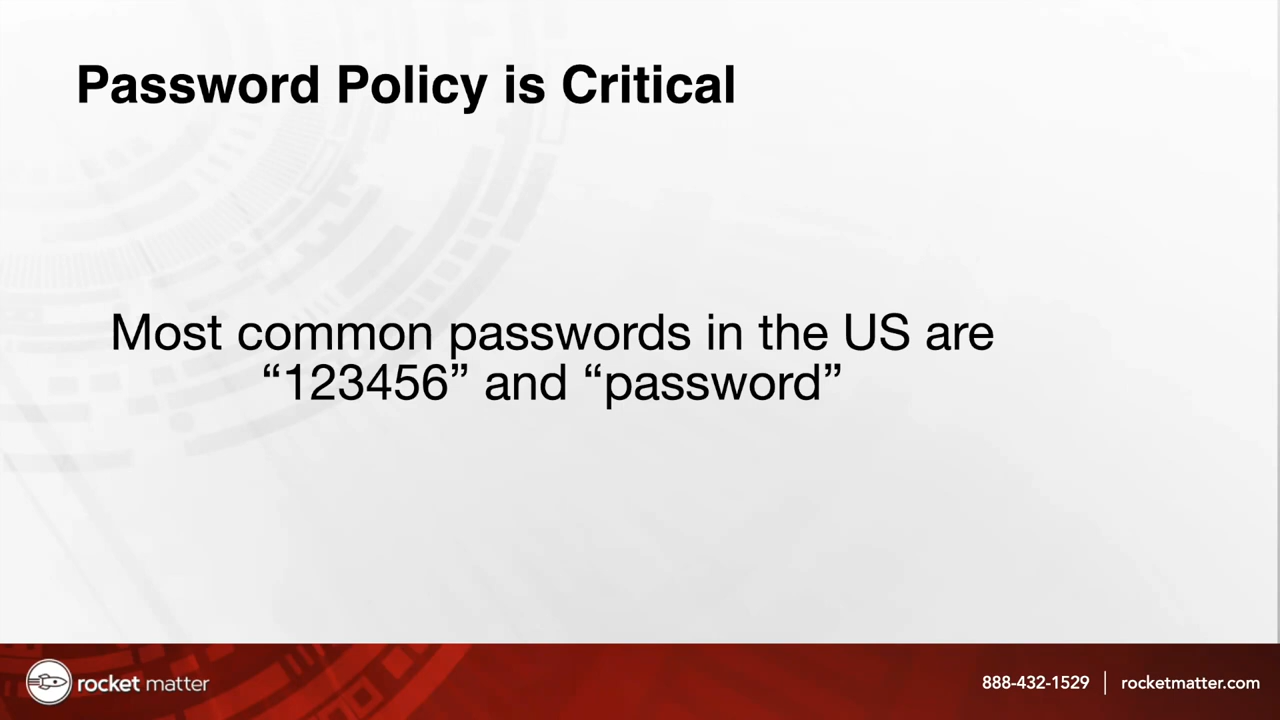 Password Policy is Critical
Most common passwords in the US are
“123456” and “password”
rocket matter
888-432-1529 | rocketmatter.com